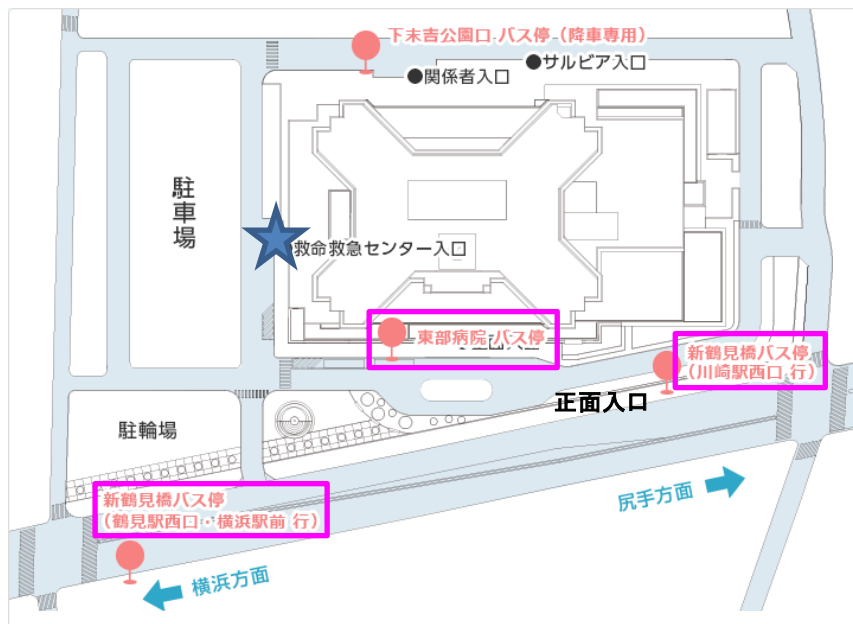 下末吉公園口 バス停（降車専用）
●関係者入口
●サルビア入口
駐車場
救命救急センター入口
東部病院 バス停
新鶴見橋バス停
（川崎駅西口 行）
正面入口
駐輪場
新鶴見橋バス停
（鶴見駅西口・横浜駅前 行）
尻手方面
横浜方面